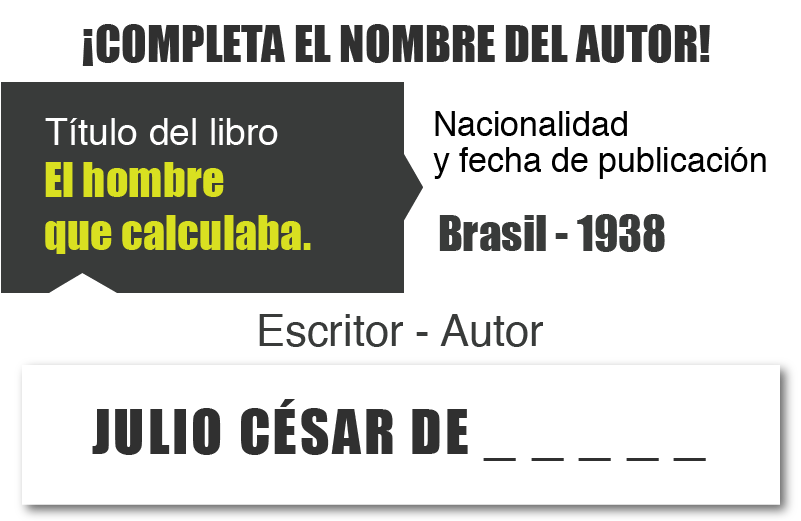 ¡COMPLETA EL NOMBRE DEL AUTOR!
Título del libro
El hombre
que calculaba.
Nacionalidad
y fecha de publicación
Brasil - 1938
Escritor - Autor
JULIO CÉSAR DE _ _ _ _ _